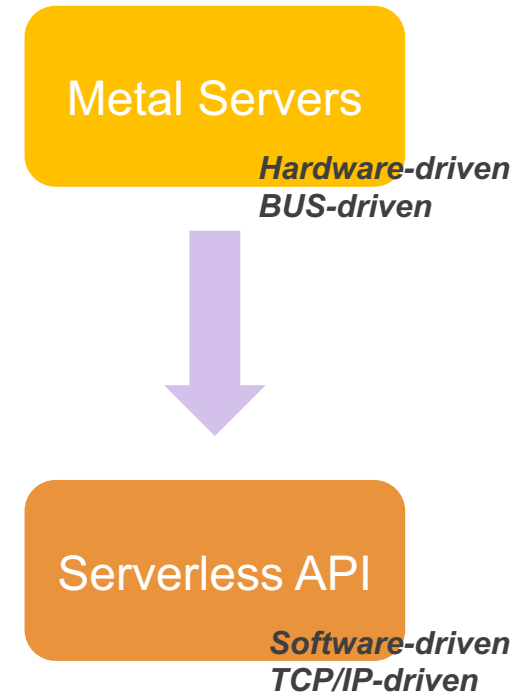 Metal Servers
Hardware-driven
BUS-driven
Serverless API
Software-driven
TCP/IP-driven